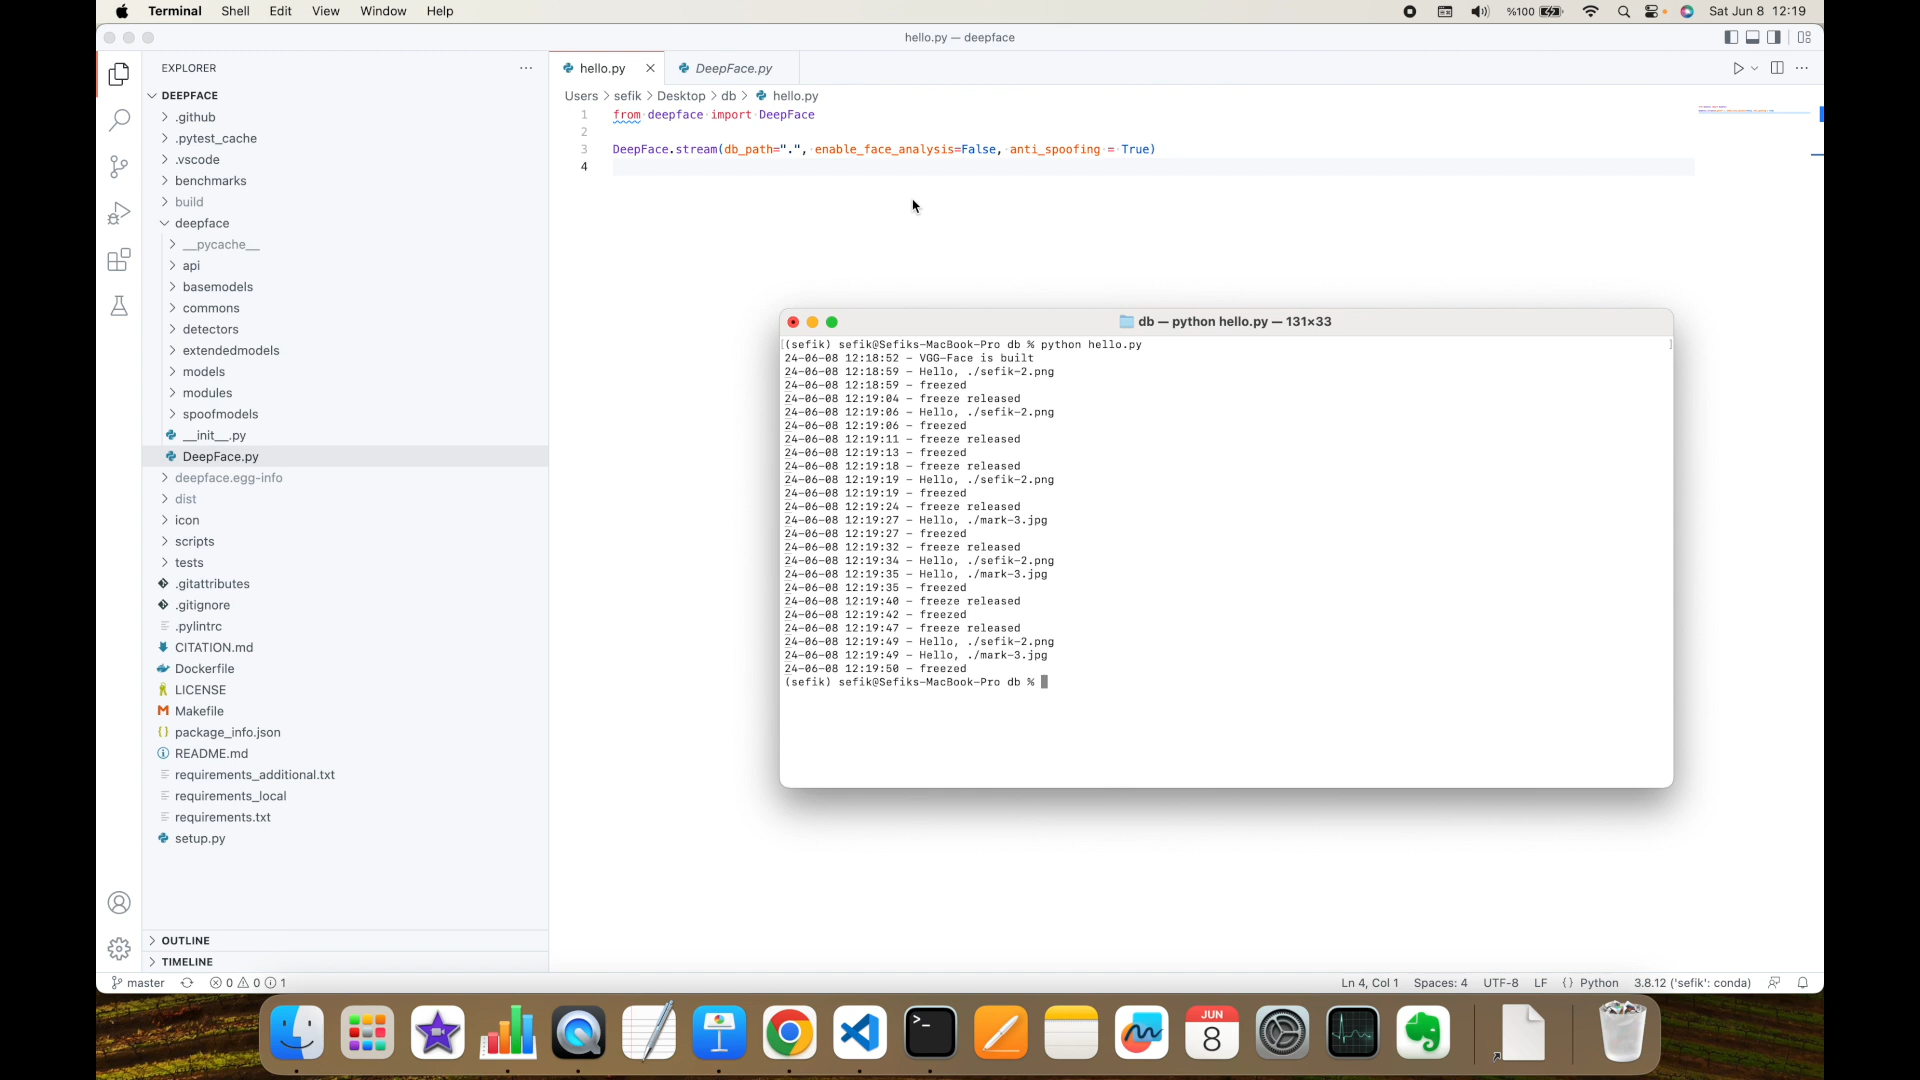 Terminal Shell Edit View Window Help
%100 Sat Jun 8 12:19
hello.py — deepface
EXPLORER
hello.py DeepFace.py
DEEPFACE
Users > sefik > Desktop > db > hello.py
.github
.pytest_cache
.vscode
benchmarks
build
deepface
__pycache__
api
basemodels
commons
detectors
extendedmodels
models
modules
spoofmodels
__init__.py
DeepFace.py
deepface.egg-info
dist
icon
scripts
tests
.gitattributes
.gitignore
.pylintrc
CITATION.md
Dockerfile
LICENSE
Makefile
package_info.json
README.md
requirements_additional.txt
requirements_local
requirements.txt
setup.py
OUTLINE
TIMELINE
1 from deepface import DeepFace
2
3 DeepFace.stream(db_path=".", enable_face_analysis=False, anti_spoofing = True)
4
db — python hello.py — 131×33
(sefik) sefik@Sefiks-MacBook-Pro db % python hello.py
24-06-08 12:18:52 - VGG-Face is built
24-06-08 12:18:59 - Hello, ./sefik-2.png
24-06-08 12:18:59 - freezed
24-06-08 12:19:04 - freeze released
24-06-08 12:19:06 - Hello, ./sefik-2.png
24-06-08 12:19:06 - freezed
24-06-08 12:19:11 - freeze released
24-06-08 12:19:13 - freezed
24-06-08 12:19:18 - freeze released
24-06-08 12:19:19 - Hello, ./sefik-2.png
24-06-08 12:19:19 - freezed
24-06-08 12:19:24 - freeze released
24-06-08 12:19:27 - Hello, ./mark-3.jpg
24-06-08 12:19:27 - freezed
24-06-08 12:19:32 - freeze released
24-06-08 12:19:34 - Hello, ./sefik-2.png
24-06-08 12:19:35 - Hello, ./mark-3.jpg
24-06-08 12:19:35 - freezed
24-06-08 12:19:40 - freeze released
24-06-08 12:19:42 - freezed
24-06-08 12:19:47 - freeze released
24-06-08 12:19:49 - Hello, ./sefik-2.png
24-06-08 12:19:49 - Hello, ./mark-3.jpg
24-06-08 12:19:50 - freezed
(sefik) sefik@Sefiks-MacBook-Pro db %
master 0 0 1
Ln 4, Col 1 Spaces: 4 UTF-8 LF {} Python 3.8.12 ('sefik': conda)
JUN
8